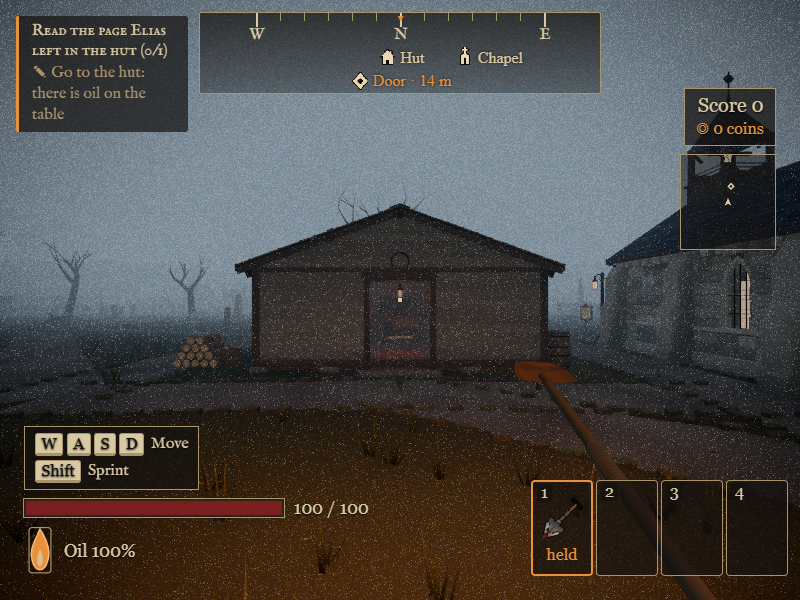 Read the page Elias
left in the hut (0/1)
Go to the hut:
there is oil on the
table
W N E
Hut Chapel
Door · 14 m
Score 0
0 coins
W A S D Move
Shift Sprint
100 / 100
Oil 100%
1 2 3 4
held